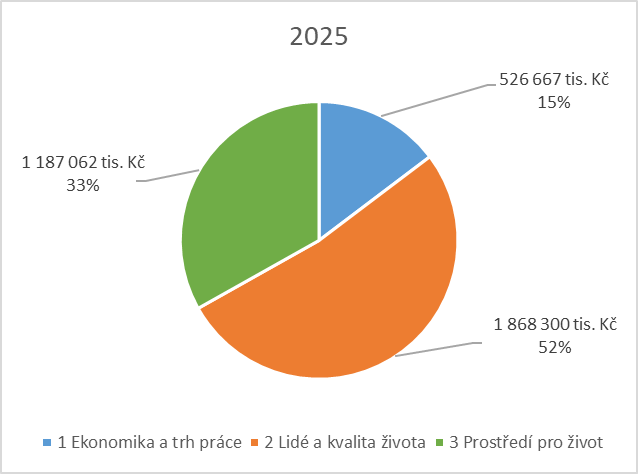 2025
526 667 tis. Kč
15%
1 187 062 tis. Kč
33%
1 868 300 tis. Kč
52%
1 Ekonomika a trh práce 2 Lidé a kvalita života 3 Prostředí pro život